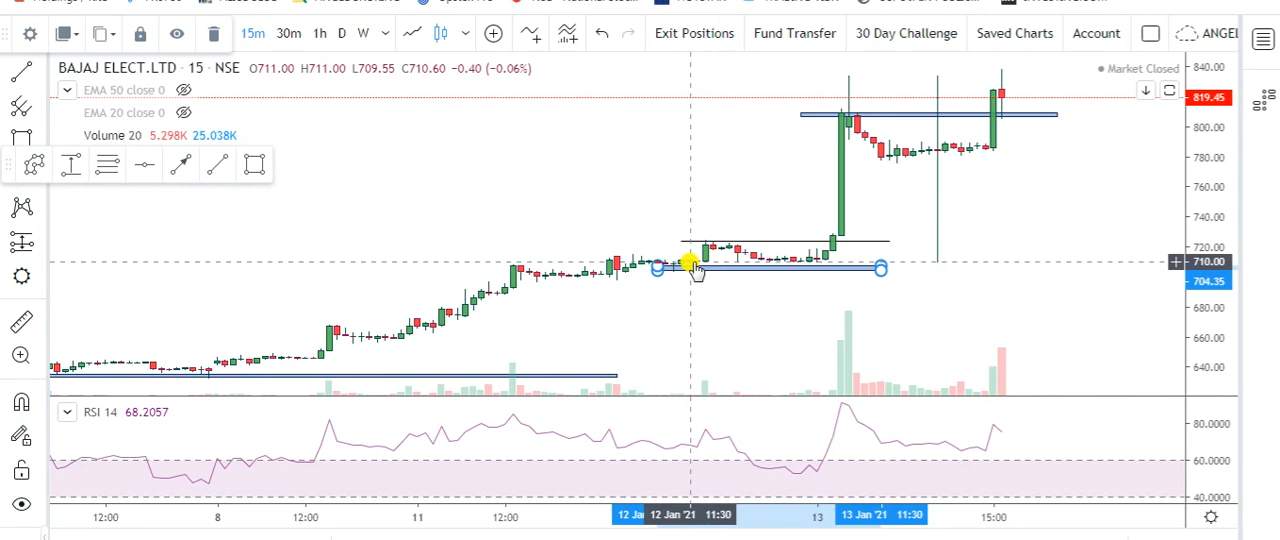 15m 30m 1h D W Exit Positions Fund Transfer 30 Day Challenge Saved Charts Account ANGEL
BAJAJ ELECT.LTD · 15 · NSE O711.00 H711.00 L709.55 C710.60 −0.40 (−0.06%)
Market Closed
EMA 50 close 0
EMA 20 close 0
Volume 20 5.298K 25.038K
840.00
819.45
800.00
780.00
760.00
740.00
720.00
710.00
704.35
680.00
660.00
640.00
RSI 14 68.2057
80.0000
60.0000
40.0000
12:00 8 12:00 11 12:00 12 Jan 12 Jan '21 11:30 13 13 Jan '21 11:30 15:00